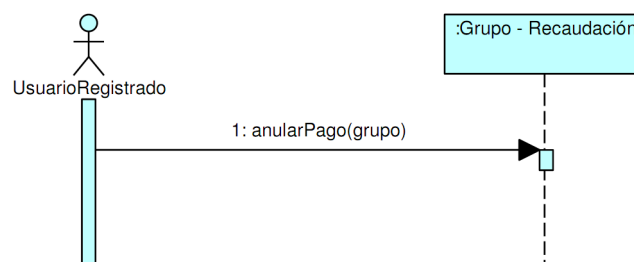 :Grupo - Recaudación
UsuarioRegistrado
1: anularPago(grupo)